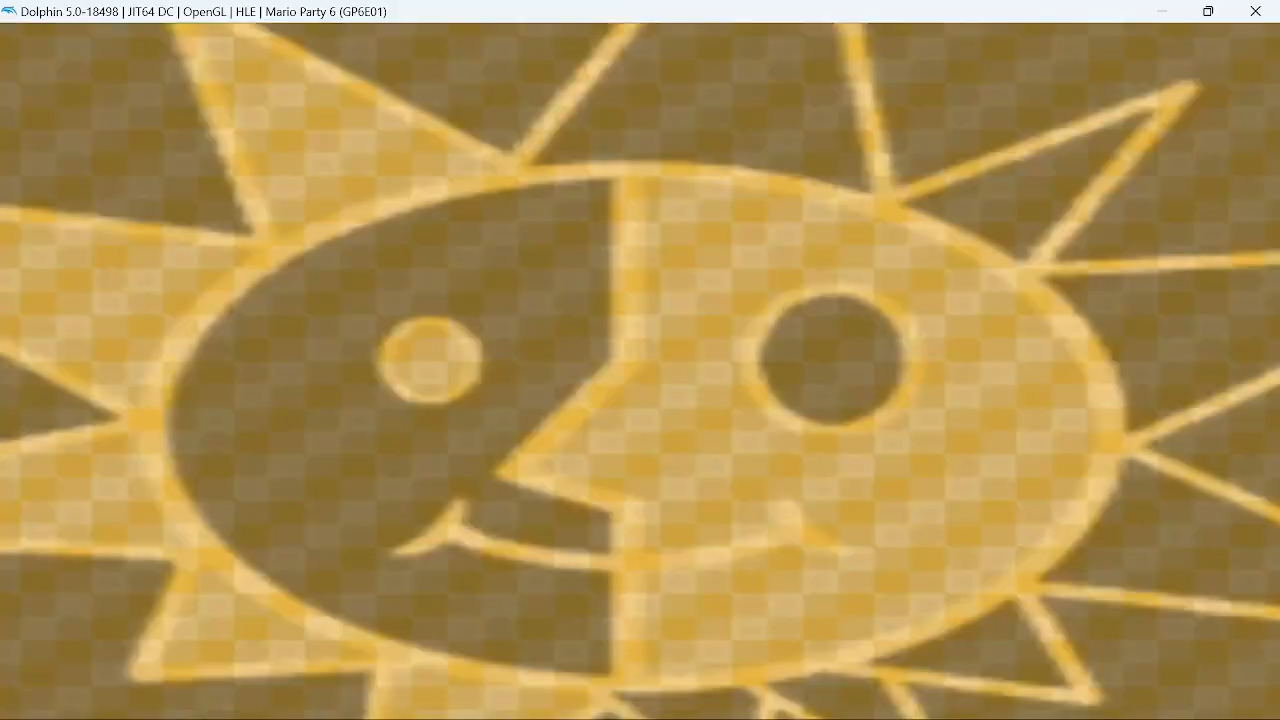 Dolphin 5.0-18498 | JIT64 DC | OpenGL | HLE | Mario Party 6 (GP6E01)